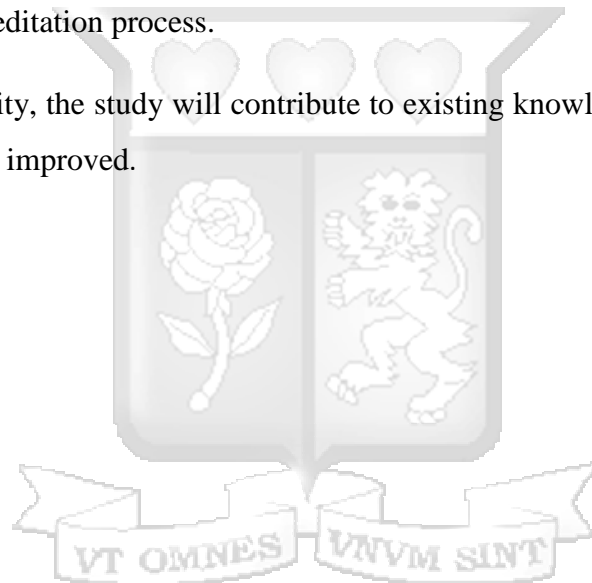 editation process.
ity, the study will contribute to existing knowl
improved.
VT OMNES VNVM SINT